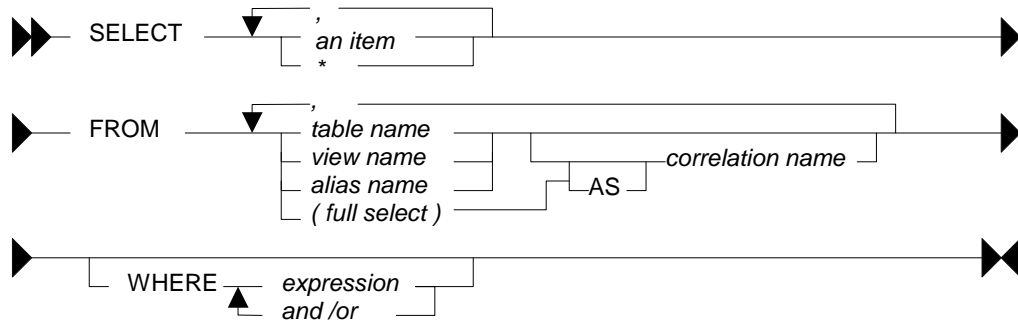 ,
SELECT an item
*
,
FROM table name
view name correlation name
alias name AS
( full select )
WHERE expression
and /or